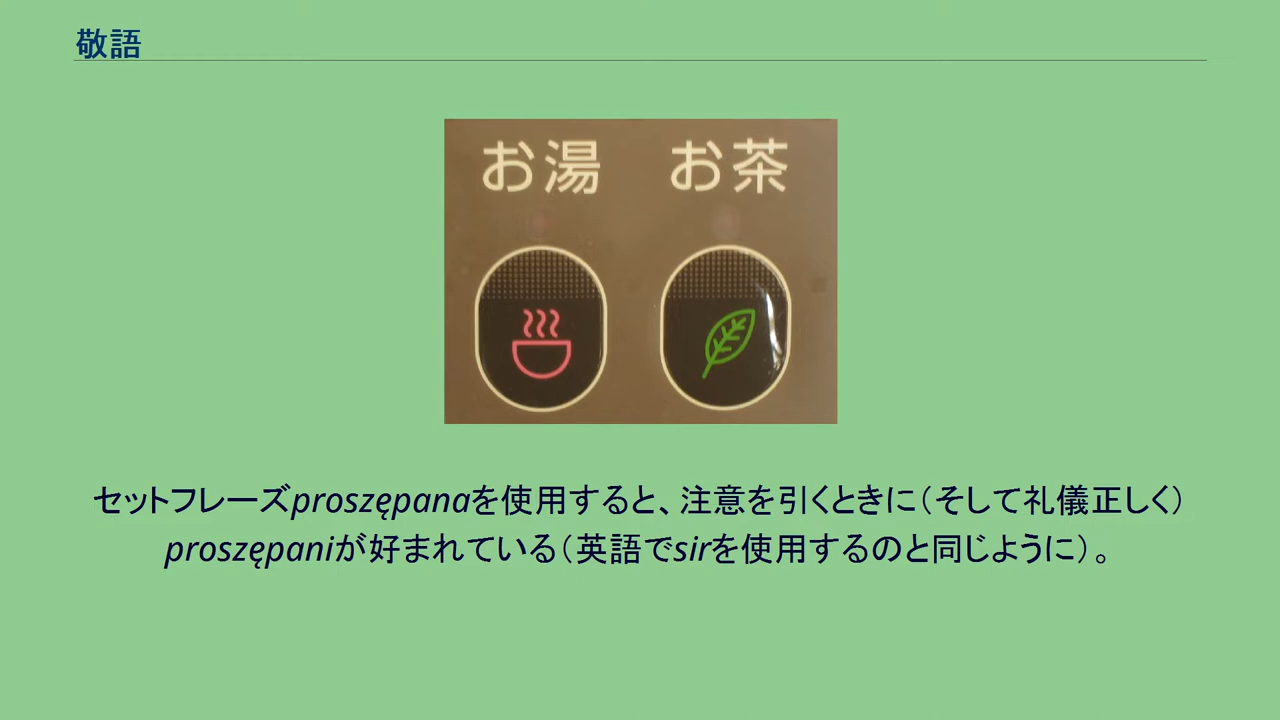 敬語
お湯 お茶
セットフレーズproszępanaを使用すると、注意を引くときに（そして礼儀正しく）
proszępaniが好まれている（英語でsirを使用するのと同じように）。